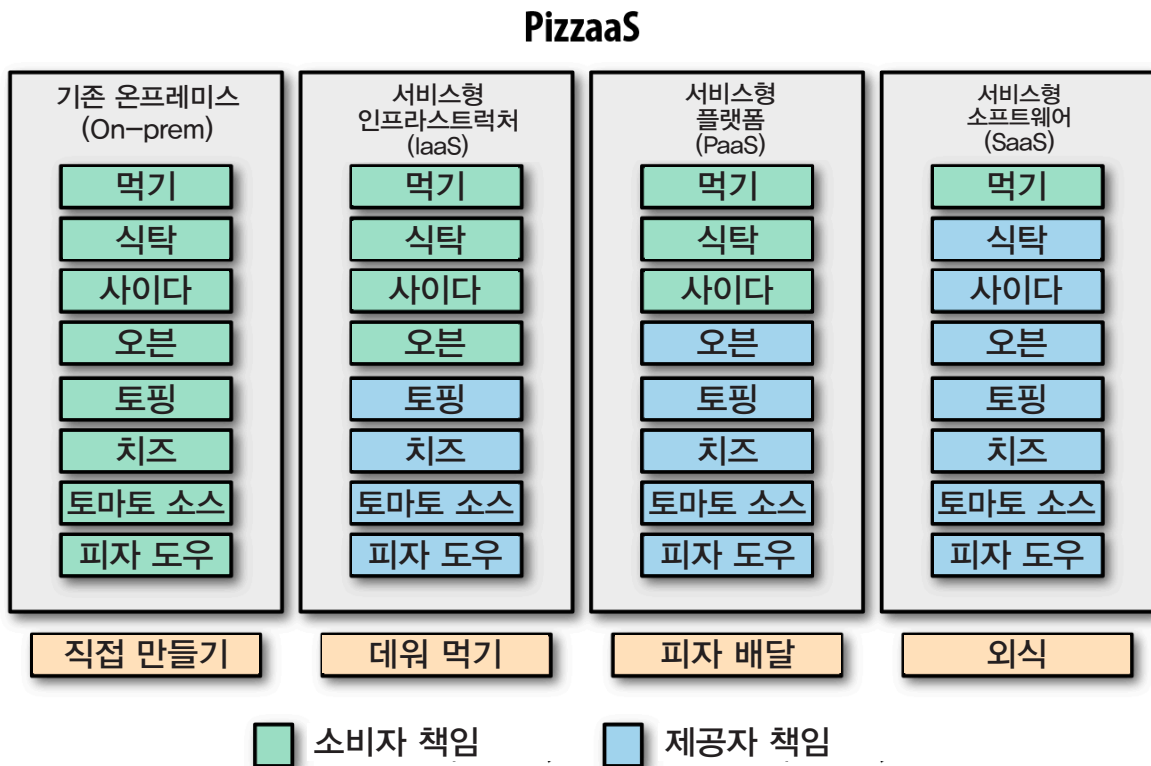 PizzaaS
기존 온프레미스
(On-prem)
먹기
식탁
사이다
오븐
토핑
치즈
토마토 소스
피자 도우
직접 만들기
서비스형
인프라스트럭처
(IaaS)
먹기
식탁
사이다
오븐
토핑
치즈
토마토 소스
피자 도우
데워 먹기
서비스형
플랫폼
(PaaS)
먹기
식탁
사이다
오븐
토핑
치즈
토마토 소스
피자 도우
피자 배달
서비스형
소프트웨어
(SaaS)
먹기
식탁
사이다
오븐
토핑
치즈
토마토 소스
피자 도우
외식
소비자 책임
제공자 책임